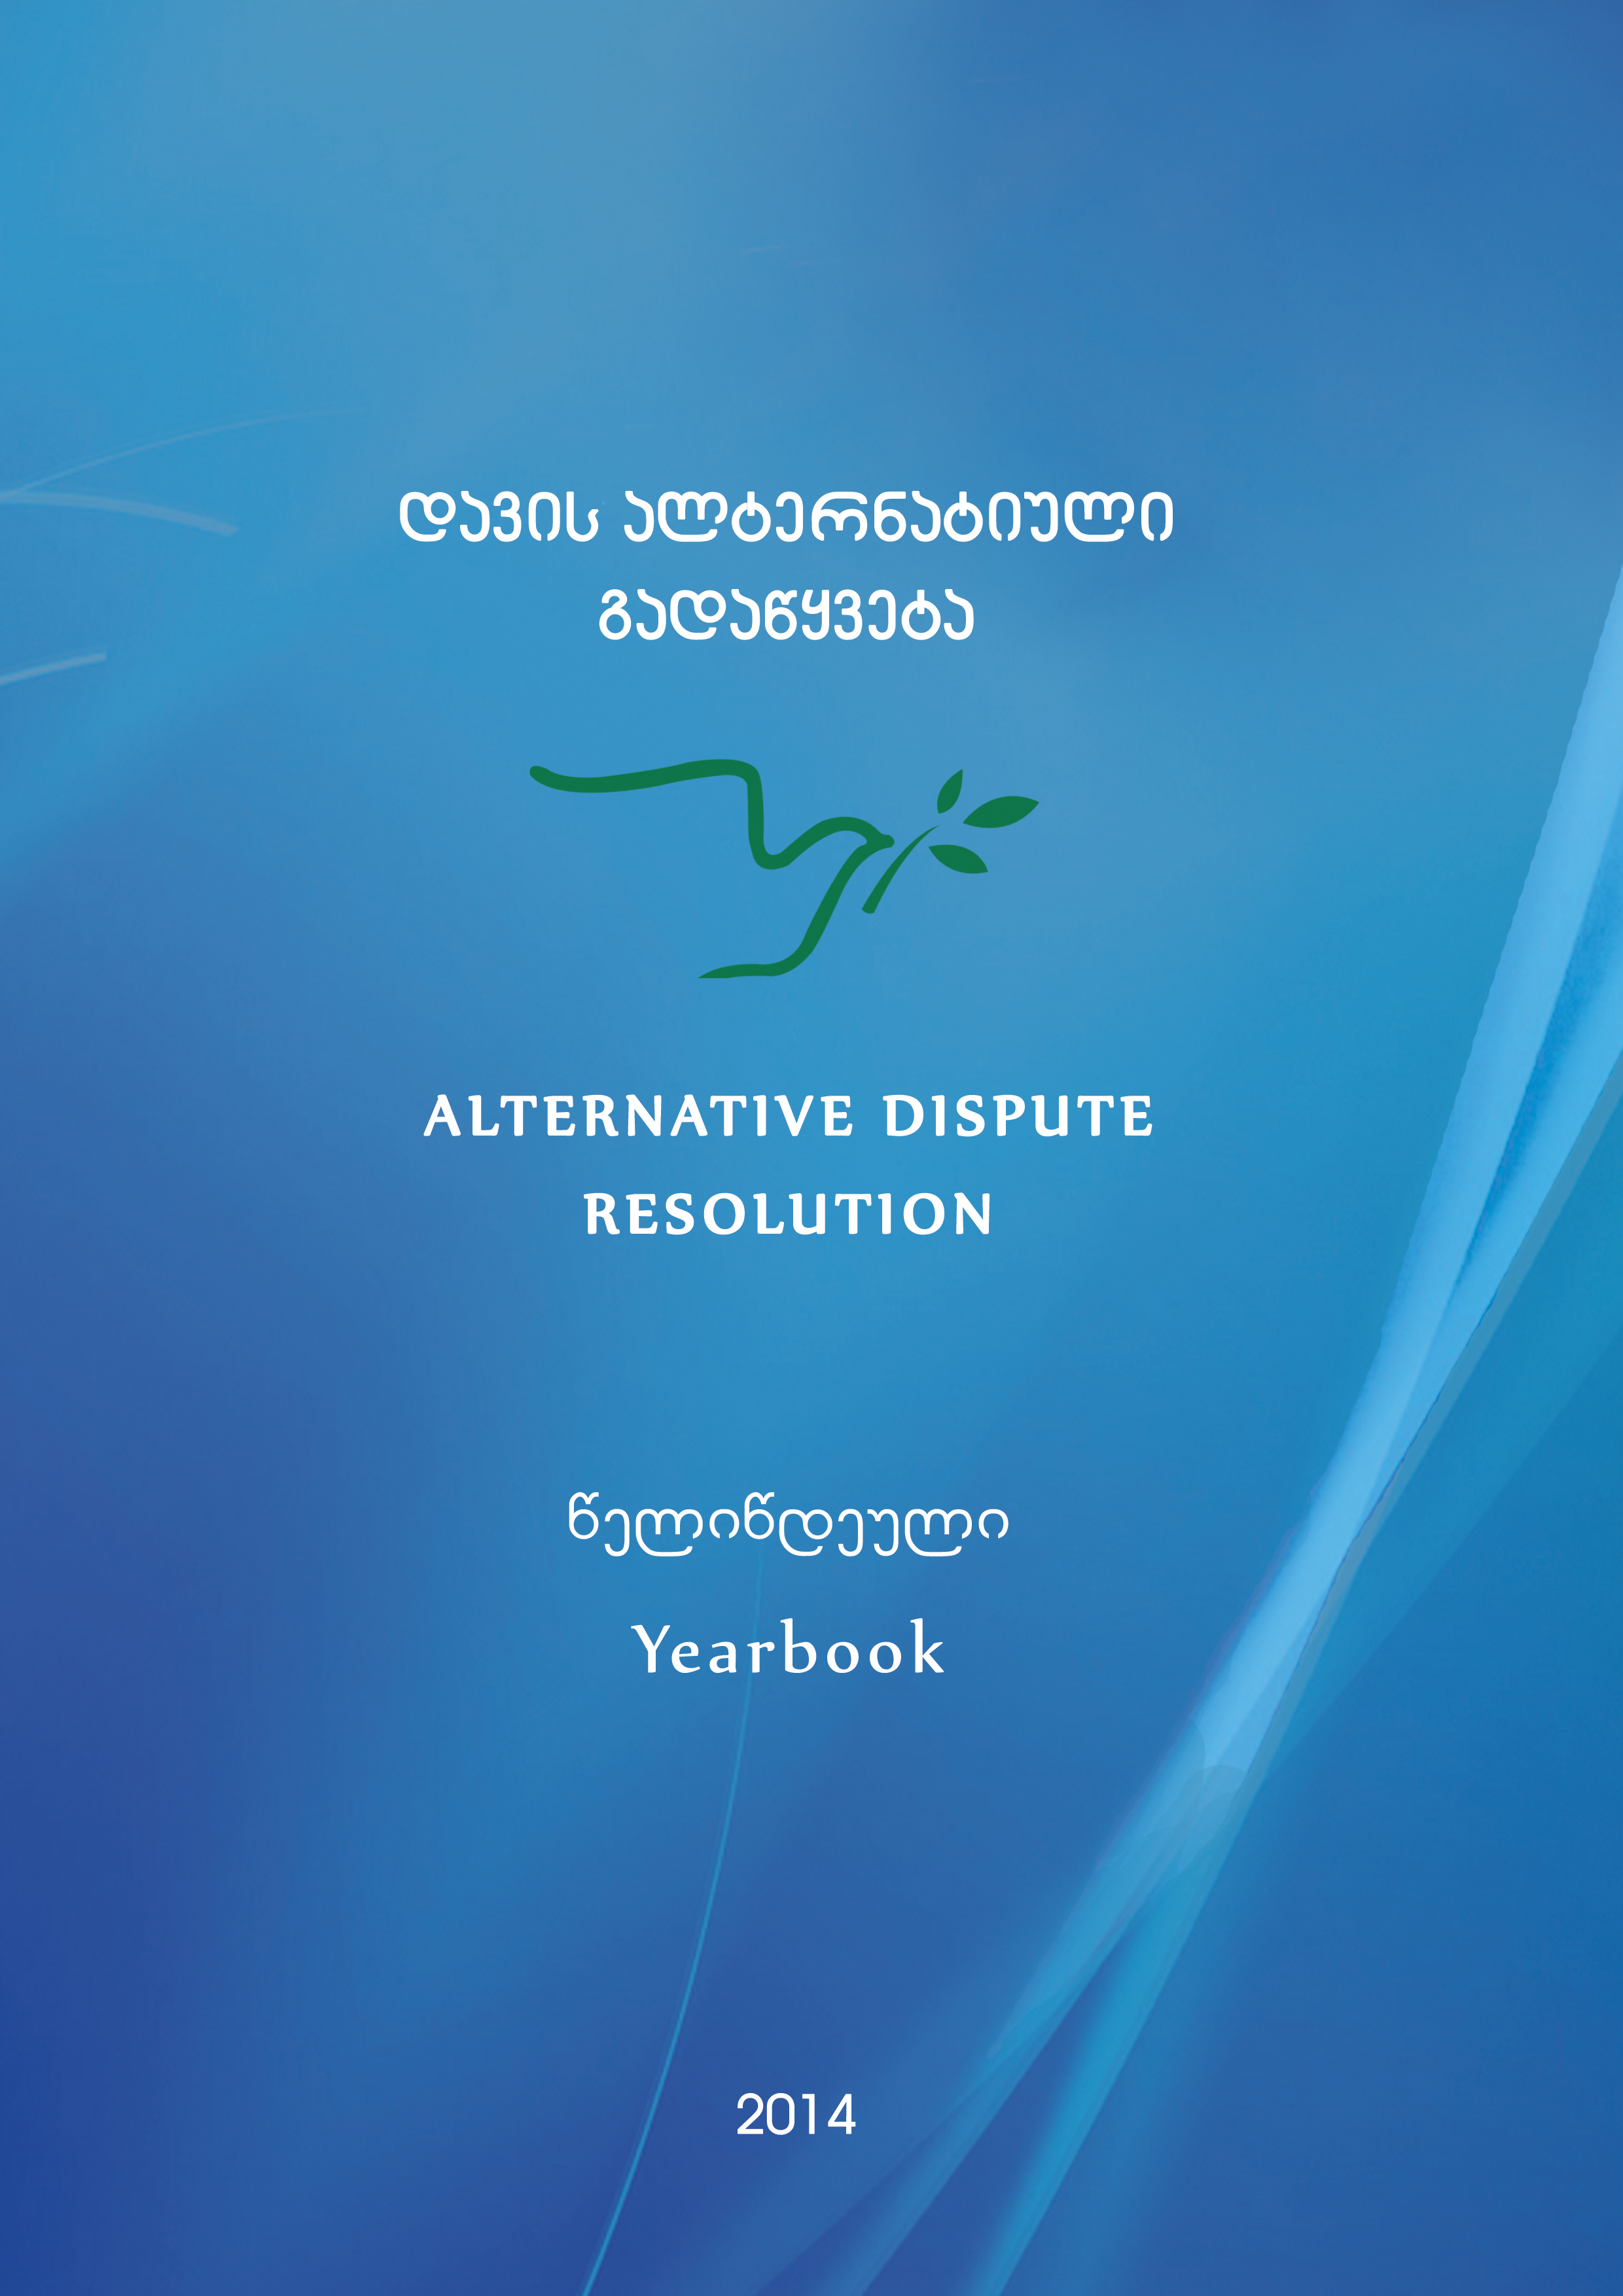 დავის ალტერნატიული
გადაწყვეტა
ALTERNATIVE DISPUTE
RESOLUTION
წელიწდეული
Yearbook
2014